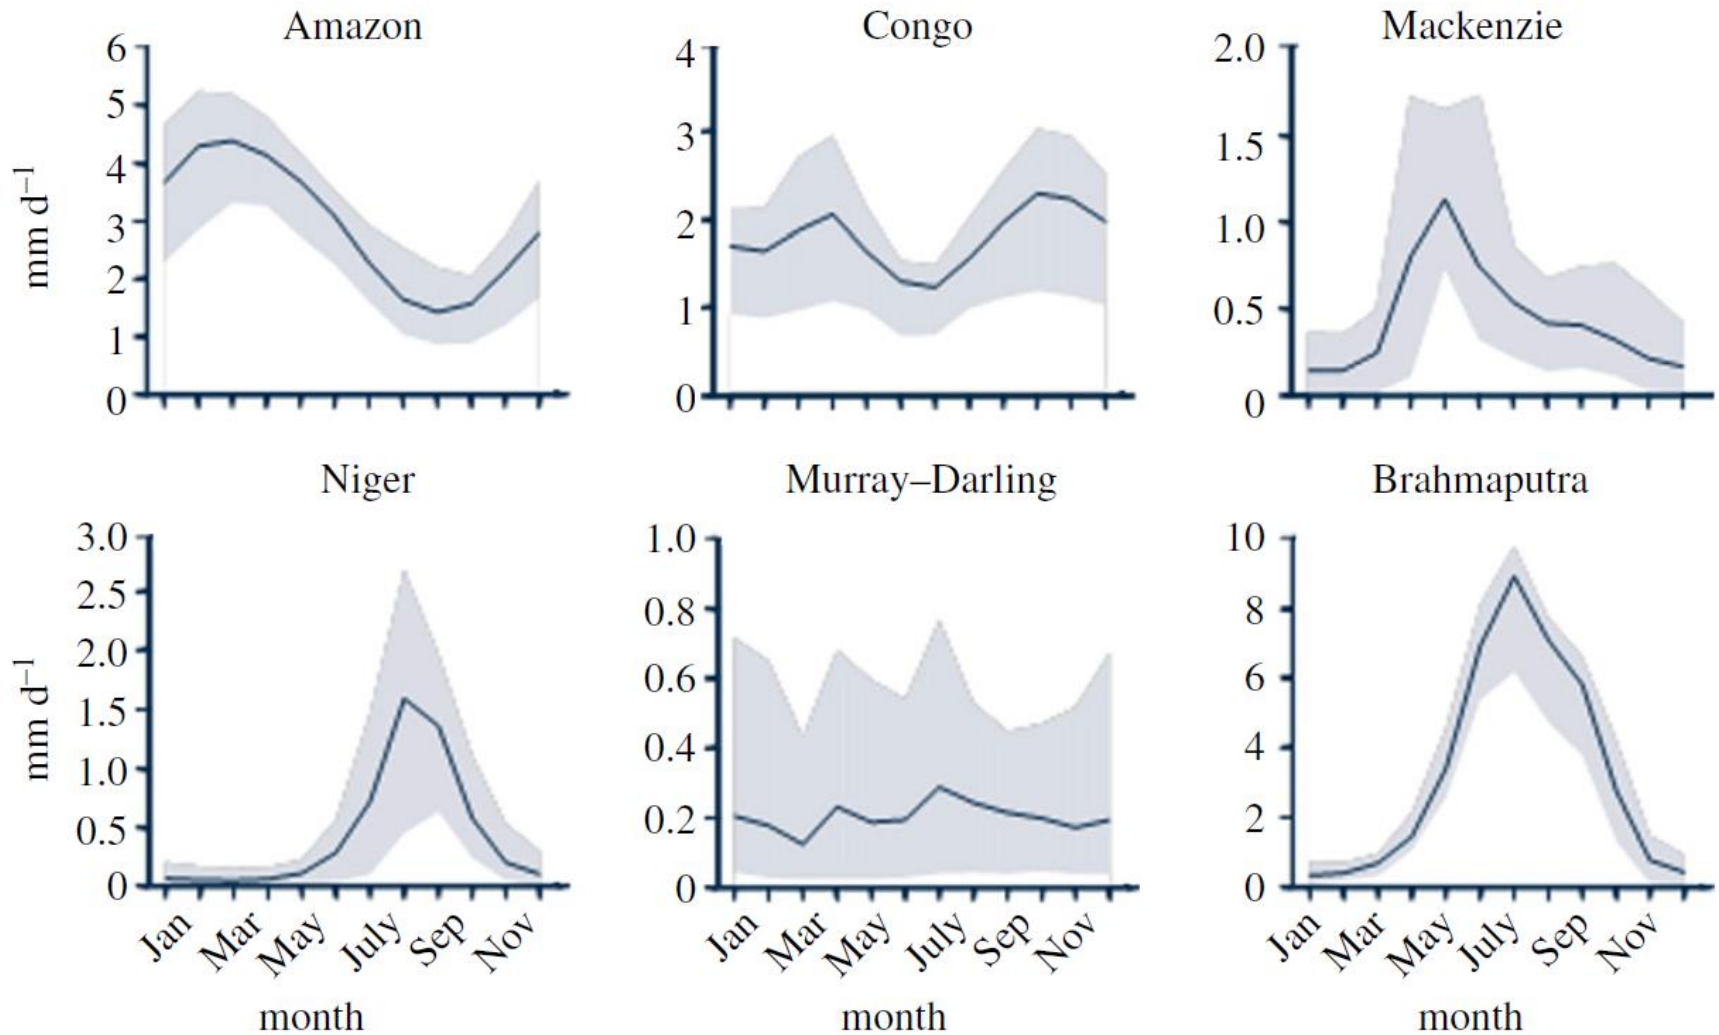 Amazon
6
5
4
3
2
1
0
mm d⁻¹
Congo
4
3
2
1
0
Mackenzie
2.0
1.5
1.0
0.5
0
Niger
3.0
2.5
2.0
1.5
1.0
0.5
0
mm d⁻¹
Jan Mar May July Sep Nov
month
Murray–Darling
1.0
0.8
0.6
0.4
0.2
0
Jan Mar May July Sep Nov
month
Brahmaputra
10
8
6
4
2
0
Jan Mar May July Sep Nov
month